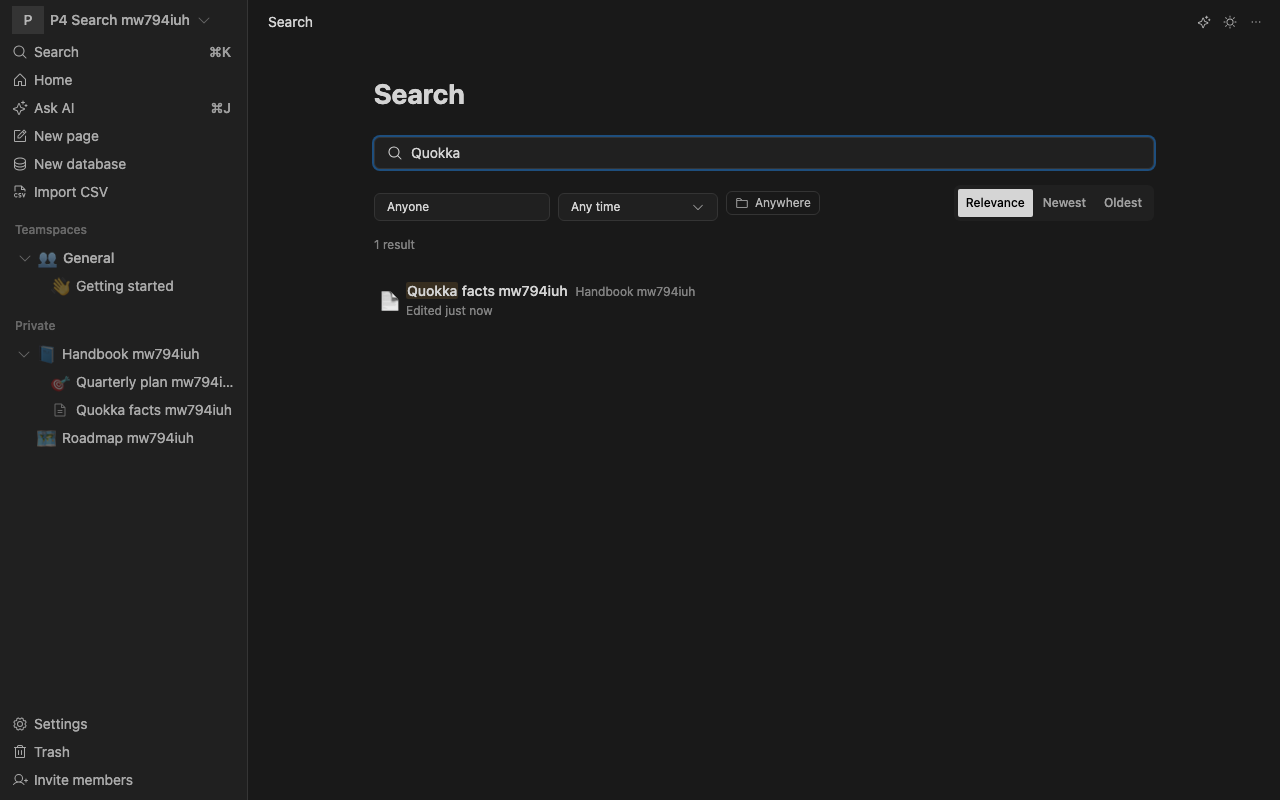 P P4 Search mw794iuh
Search ⌘K
Home
Ask AI ⌘J
New page
New database
Import CSV
Teamspaces
General
Getting started
Private
Handbook mw794iuh
Quarterly plan mw794i...
Quokka facts mw794iuh
Roadmap mw794iuh
Settings
Trash
Invite members
Search
Search
Quokka
Anyone Any time Anywhere Relevance Newest Oldest
1 result
Quokka facts mw794iuh Handbook mw794iuh
Edited just now